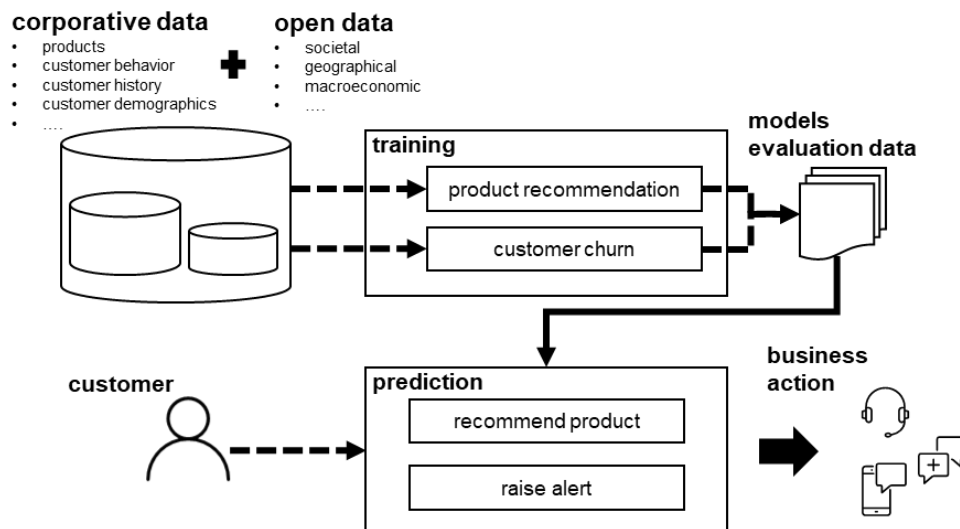 corporative data
• products
• customer behavior
• customer history
• customer demographics
• ....
open data
• societal
• geographical
• macroeconomic
• ....
training
product recommendation
customer churn
models
evaluation data
customer
prediction
recommend product
raise alert
business
action